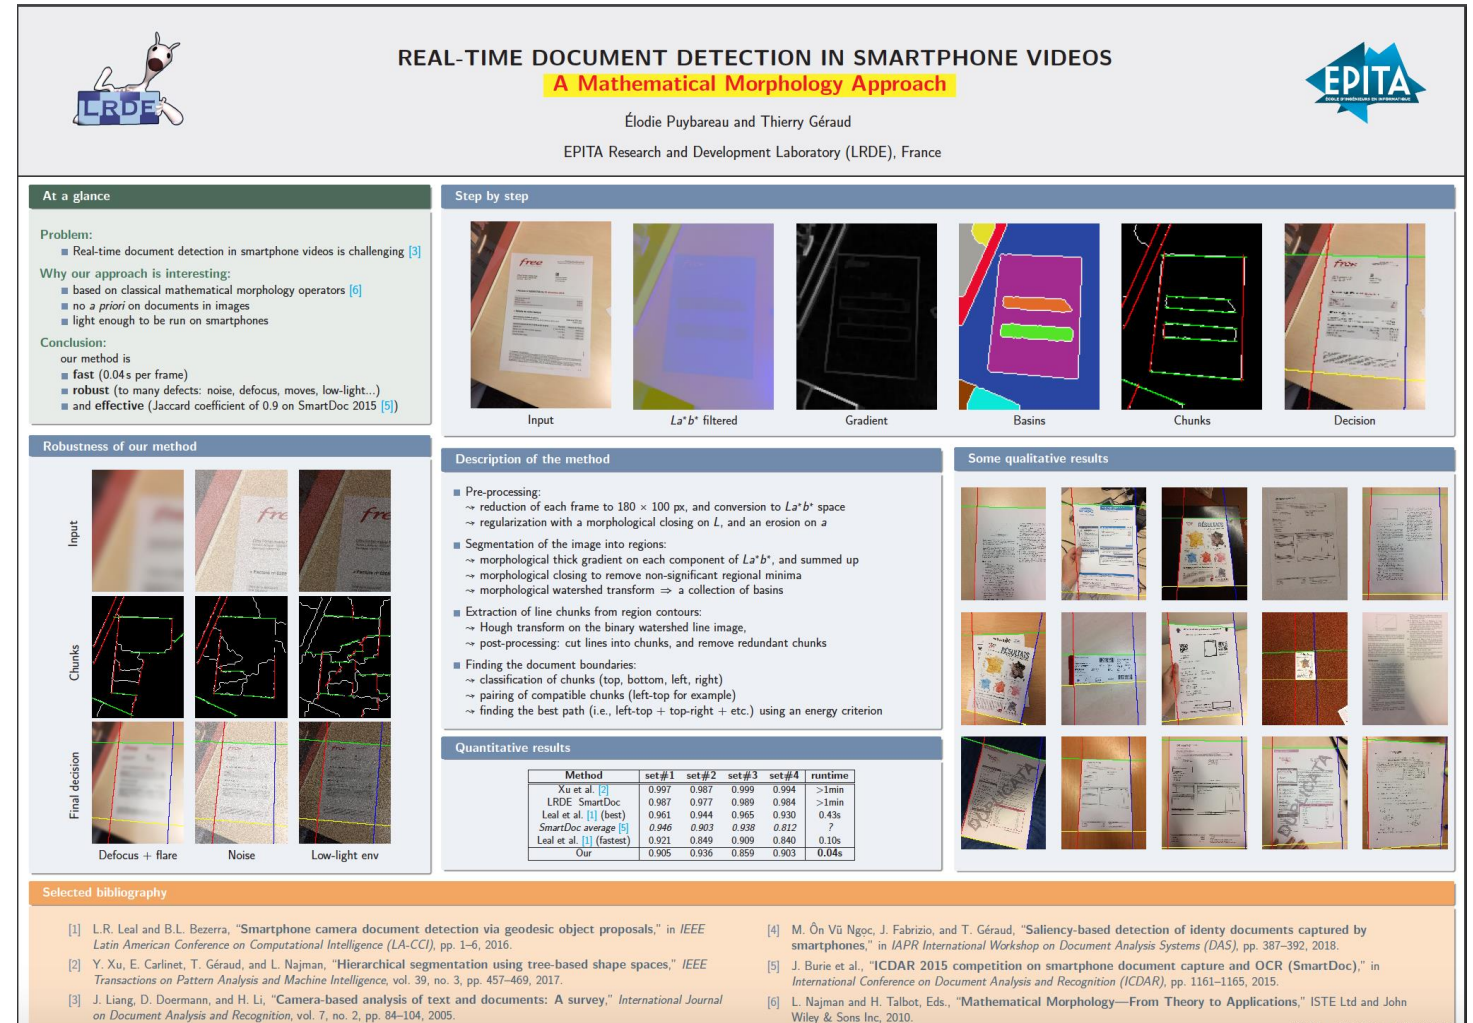 LRDE
REAL-TIME DOCUMENT DETECTION IN SMARTPHONE VIDEOS
A Mathematical Morphology Approach
Élodie Puybareau and Thierry Géraud
EPITA Research and Development Laboratory (LRDE), France
EPITA
ÉCOLE D'INGÉNIEURS EN INFORMATIQUE
At a glance
Problem:
Real-time document detection in smartphone videos is challenging [3]
Why our approach is interesting:
based on classical mathematical morphology operators [6]
no a priori on documents in images
light enough to be run on smartphones
Conclusion:
our method is
fast (0.04 s per frame)
robust (to many defects: noise, defocus, moves, low-light...)
and effective (Jaccard coefficient of 0.9 on SmartDoc 2015 [5])
Step by step
free
Input
La*b* filtered
Gradient
Basins
Chunks
Decision
Robustness of our method
Input
Chunks
Final decision
Defocus + flare
Noise
Low-light env
Description of the method
Pre-processing:
⇝ reduction of each frame to 180 × 100 px, and conversion to La*b* space
⇝ regularization with a morphological closing on L, and an erosion on a
Segmentation of the image into regions:
⇝ morphological thick gradient on each component of La*b*, and summed up
⇝ morphological closing to remove non-significant regional minima
⇝ morphological watershed transform ⇒ a collection of basins
Extraction of line chunks from region contours:
⇝ Hough transform on the binary watershed line image,
⇝ post-processing: cut lines into chunks, and remove redundant chunks
Finding the document boundaries:
⇝ classification of chunks (top, bottom, left, right)
⇝ pairing of compatible chunks (left-top for example)
⇝ finding the best path (i.e., left-top + top-right + etc.) using an energy criterion
Quantitative results
Method set#1 set#2 set#3 set#4 runtime
Xu et al. [2] 0.997 0.987 0.999 0.994 >1min
LRDE SmartDoc 0.987 0.977 0.989 0.984 >1min
Leal et al. [1] (best) 0.961 0.944 0.965 0.930 0.43s
SmartDoc average [5] 0.946 0.903 0.938 0.812 ?
Leal et al. [1] (fastest) 0.921 0.849 0.909 0.840 0.10s
Our 0.905 0.936 0.859 0.903 0.04s
Some qualitative results
RÉSULTATS
RÉSULTATS
DUPLICATA
DUPLICATA
Selected bibliography
[1] L.R. Leal and B.L. Bezerra, “Smartphone camera document detection via geodesic object proposals,” in IEEE
Latin American Conference on Computational Intelligence (LA-CCI), pp. 1–6, 2016.
[2] Y. Xu, E. Carlinet, T. Géraud, and L. Najman, “Hierarchical segmentation using tree-based shape spaces,” IEEE
Transactions on Pattern Analysis and Machine Intelligence, vol. 39, no. 3, pp. 457–469, 2017.
[3] J. Liang, D. Doermann, and H. Li, “Camera-based analysis of text and documents: A survey,” International Journal
on Document Analysis and Recognition, vol. 7, no. 2, pp. 84–104, 2005.
[4] M. Ôn Vũ Ngọc, J. Fabrizio, and T. Géraud, “Saliency-based detection of identy documents captured by
smartphones,” in IAPR International Workshop on Document Analysis Systems (DAS), pp. 387–392, 2018.
[5] J. Burie et al., “ICDAR 2015 competition on smartphone document capture and OCR (SmartDoc),” in
International Conference on Document Analysis and Recognition (ICDAR), pp. 1161–1165, 2015.
[6] L. Najman and H. Talbot, Eds., “Mathematical Morphology—From Theory to Applications,” ISTE Ltd and John
Wiley & Sons Inc, 2010.